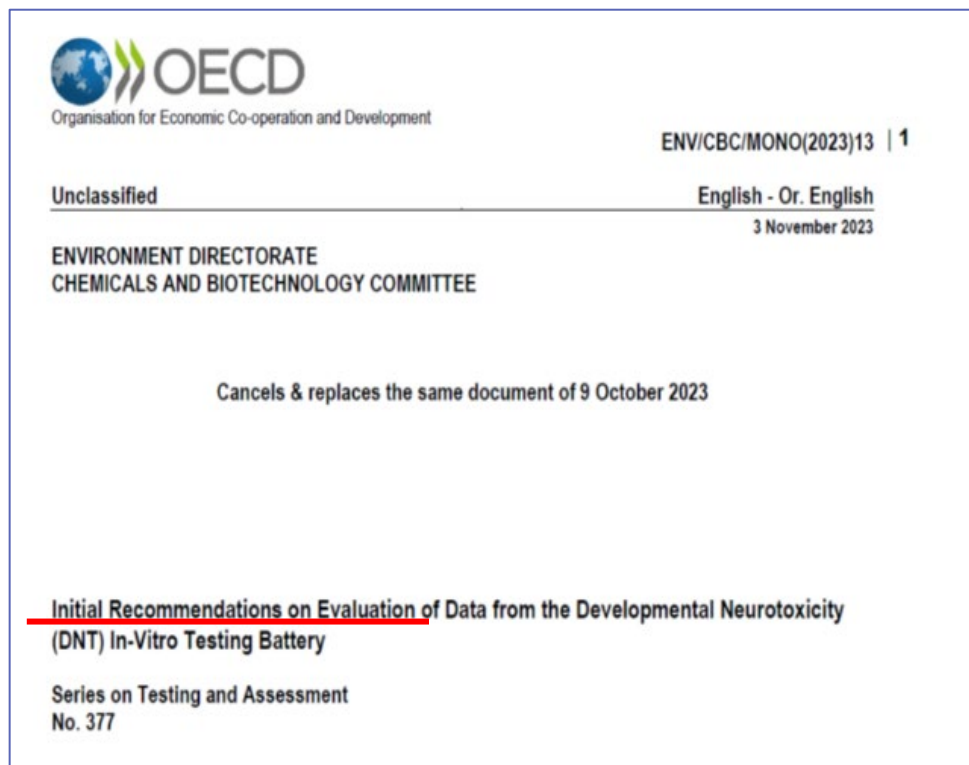 OECD
Organisation for Economic Co-operation and Development
ENV/CBC/MONO(2023)13 | 1
Unclassified English - Or. English
3 November 2023
ENVIRONMENT DIRECTORATE
CHEMICALS AND BIOTECHNOLOGY COMMITTEE
Cancels & replaces the same document of 9 October 2023
Initial Recommendations on Evaluation of Data from the Developmental Neurotoxicity
(DNT) In-Vitro Testing Battery
Series on Testing and Assessment
No. 377